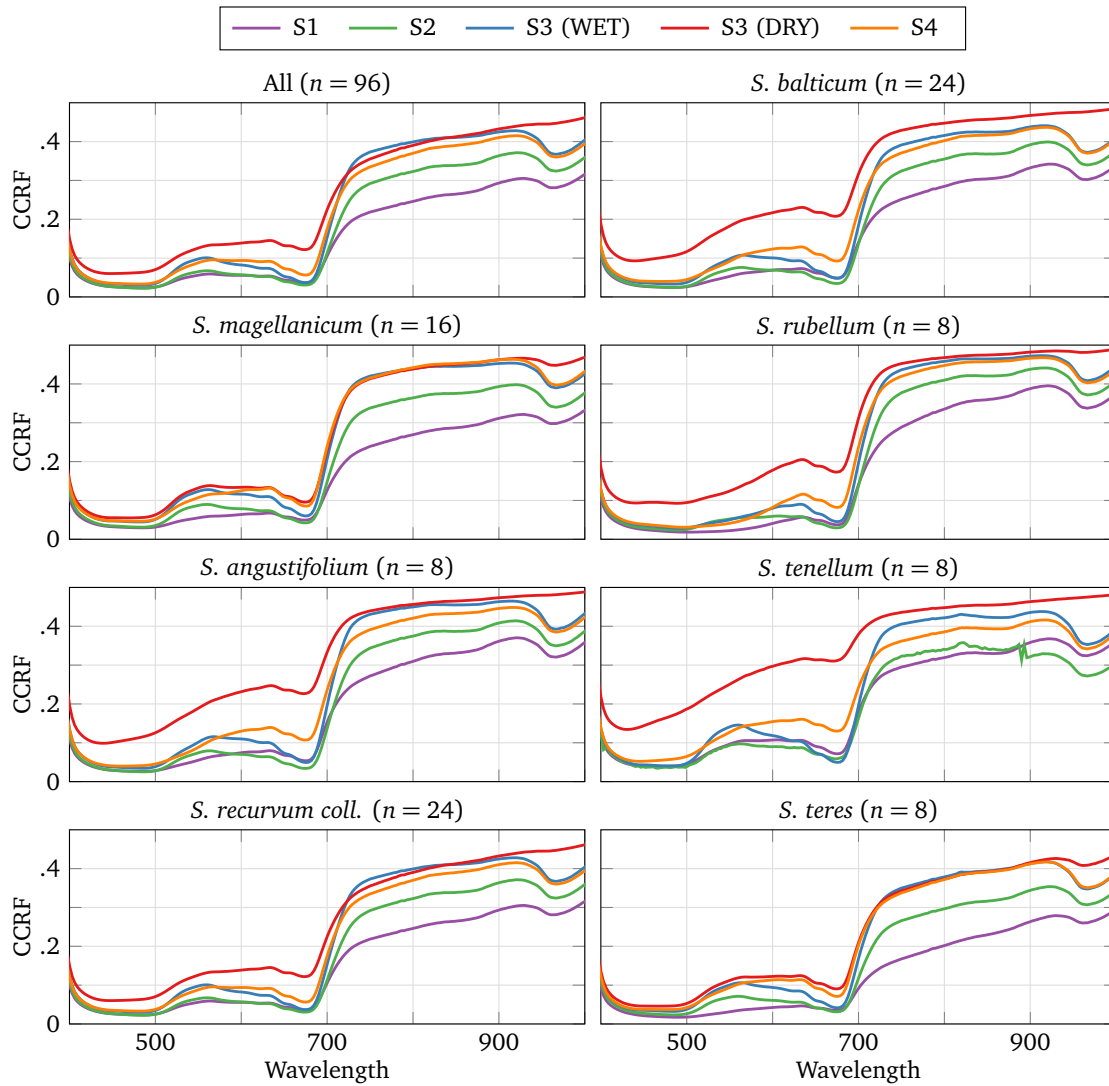 S1 S2 S3 (WET) S3 (DRY) S4
All (n = 96) S. balticum (n = 24)
.4
.2
0
CCRF
S. magellanicum (n = 16) S. rubellum (n = 8)
.4
.2
0
CCRF
S. angustifolium (n = 8) S. tenellum (n = 8)
.4
.2
0
CCRF
S. recurvum coll. (n = 24) S. teres (n = 8)
.4
.2
0
CCRF
500 700 900 500 700 900
Wavelength Wavelength